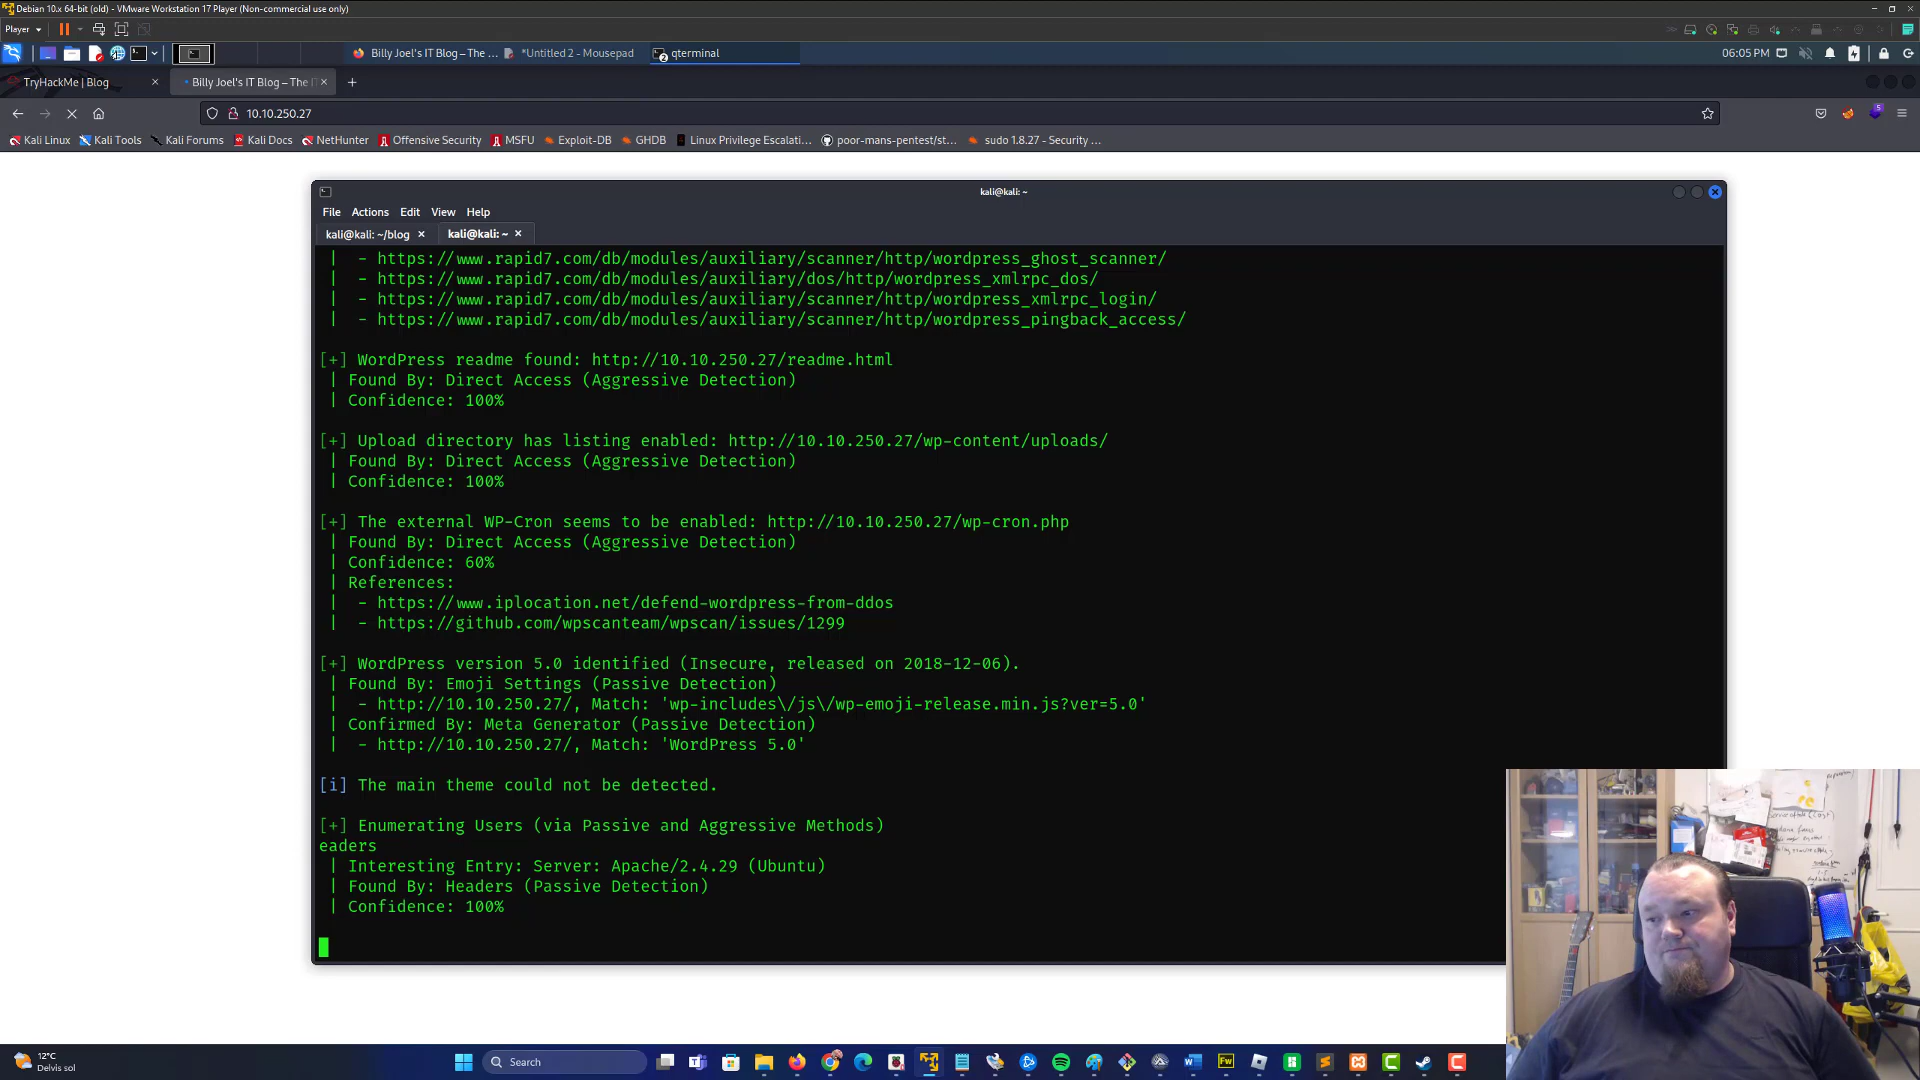 Debian 10.x 64-bit (old) - VMware Workstation 17 Player (Non-commercial use only)
Player
Billy Joel's IT Blog – The ...
*Untitled 2 - Mousepad
qterminal
06:05 PM
TryHackMe | Blog
Billy Joel's IT Blog – The IT
10.10.250.27
5
Kali Linux
Kali Tools
Kali Forums
Kali Docs
NetHunter
Offensive Security
MSFU
Exploit-DB
GHDB
Linux Privilege Escalati...
poor-mans-pentest/st...
sudo 1.8.27 - Security ...
kali@kali: ~
File
Actions
Edit
View
Help
kali@kali: ~/blog
kali@kali: ~
| - https://www.rapid7.com/db/modules/auxiliary/scanner/http/wordpress_ghost_scanner/
| - https://www.rapid7.com/db/modules/auxiliary/dos/http/wordpress_xmlrpc_dos/
| - https://www.rapid7.com/db/modules/auxiliary/scanner/http/wordpress_xmlrpc_login/
| - https://www.rapid7.com/db/modules/auxiliary/scanner/http/wordpress_pingback_access/
[+] WordPress readme found: http://10.10.250.27/readme.html
| Found By: Direct Access (Aggressive Detection)
| Confidence: 100%
[+] Upload directory has listing enabled: http://10.10.250.27/wp-content/uploads/
| Found By: Direct Access (Aggressive Detection)
| Confidence: 100%
[+] The external WP-Cron seems to be enabled: http://10.10.250.27/wp-cron.php
| Found By: Direct Access (Aggressive Detection)
| Confidence: 60%
| References:
| - https://www.iplocation.net/defend-wordpress-from-ddos
| - https://github.com/wpscanteam/wpscan/issues/1299
[+] WordPress version 5.0 identified (Insecure, released on 2018-12-06).
| Found By: Emoji Settings (Passive Detection)
| - http://10.10.250.27/, Match: 'wp-includes\/js\/wp-emoji-release.min.js?ver=5.0'
| Confirmed By: Meta Generator (Passive Detection)
| - http://10.10.250.27/, Match: 'WordPress 5.0'
[i] The main theme could not be detected.
[+] Enumerating Users (via Passive and Aggressive Methods)
eaders
| Interesting Entry: Server: Apache/2.4.29 (Ubuntu)
| Found By: Headers (Passive Detection)
| Confidence: 100%
12°C
Delvis sol
Search